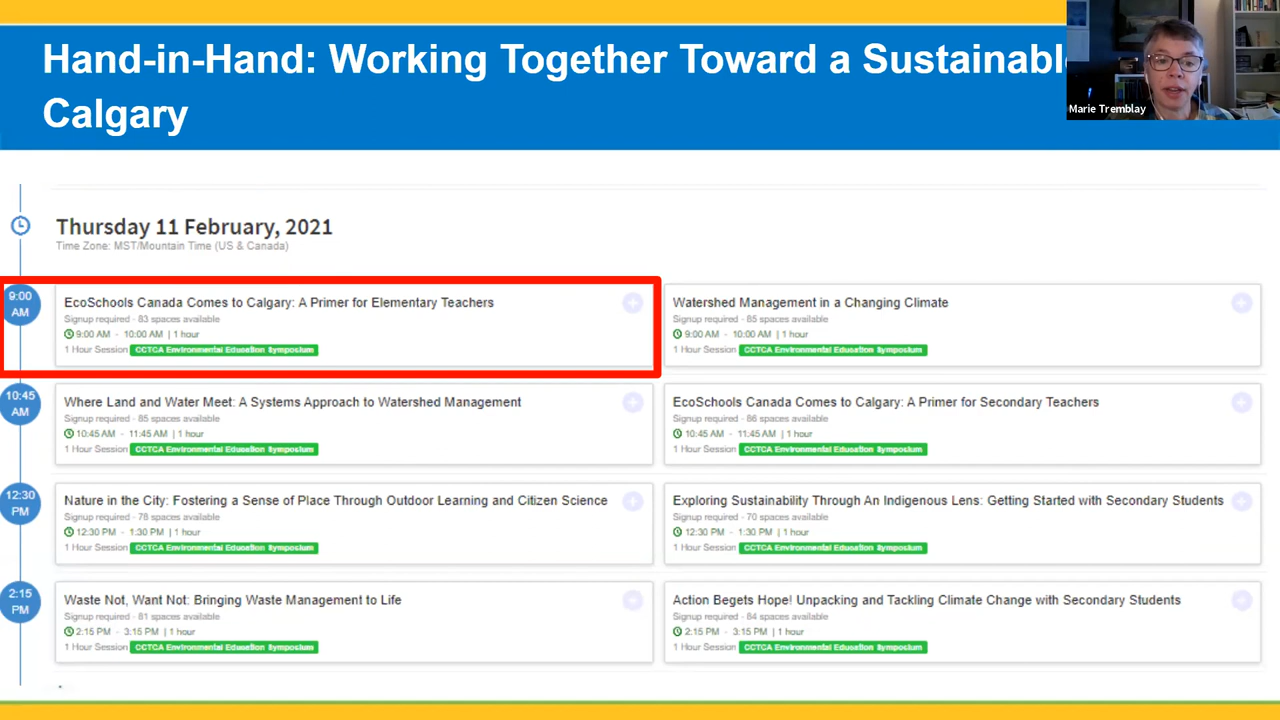 Hand-in-Hand: Working Together Toward a Sustainabl
Calgary
Marie Tremblay
Thursday 11 February, 2021
Time Zone: MST/Mountain Time (US & Canada)
9:00
AM
EcoSchools Canada Comes to Calgary: A Primer for Elementary Teachers
Signup required - 83 spaces available
9:00 AM - 10:00 AM | 1 hour
1 Hour Session CCTCA Environmental Education Symposium
Watershed Management in a Changing Climate
Signup required - 85 spaces available
9:00 AM - 10:00 AM | 1 hour
1 Hour Session CCTCA Environmental Education Symposium
10:45
AM
Where Land and Water Meet: A Systems Approach to Watershed Management
Signup required - 85 spaces available
10:45 AM - 11:45 AM | 1 hour
1 Hour Session CCTCA Environmental Education Symposium
EcoSchools Canada Comes to Calgary: A Primer for Secondary Teachers
Signup required - 86 spaces available
10:45 AM - 11:45 AM | 1 hour
1 Hour Session CCTCA Environmental Education Symposium
12:30
PM
Nature in the City: Fostering a Sense of Place Through Outdoor Learning and Citizen Science
Signup required - 78 spaces available
12:30 PM - 1:30 PM | 1 hour
1 Hour Session CCTCA Environmental Education Symposium
Exploring Sustainability Through An Indigenous Lens: Getting Started with Secondary Students
Signup required - 70 spaces available
12:30 PM - 1:30 PM | 1 hour
1 Hour Session CCTCA Environmental Education Symposium
2:15
PM
Waste Not, Want Not: Bringing Waste Management to Life
Signup required - 81 spaces available
2:15 PM - 3:15 PM | 1 hour
1 Hour Session CCTCA Environmental Education Symposium
Action Begets Hope! Unpacking and Tackling Climate Change with Secondary Students
Signup required - 84 spaces available
2:15 PM - 3:15 PM | 1 hour
1 Hour Session CCTCA Environmental Education Symposium